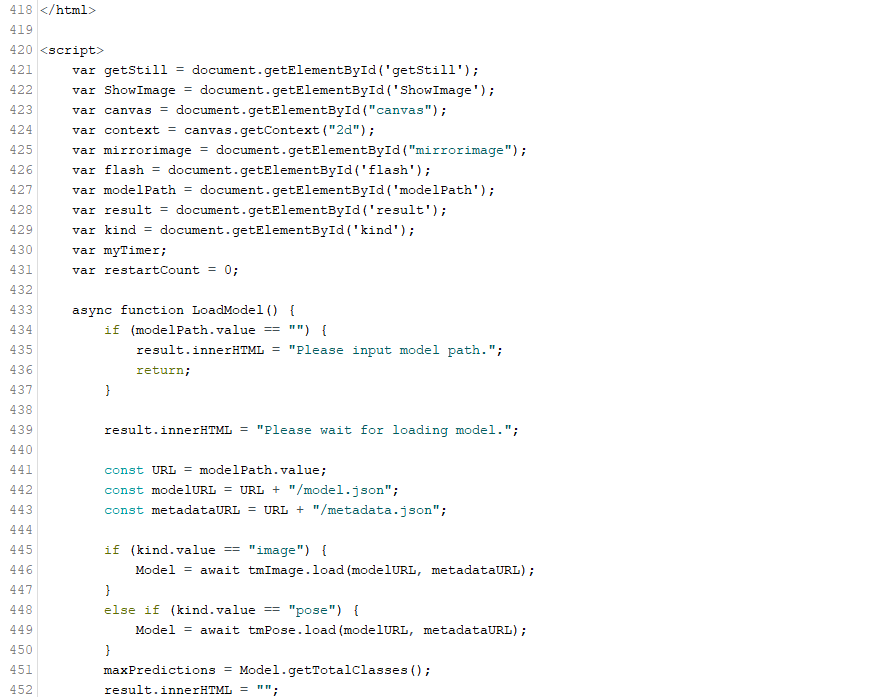 418 </html>
419
420 <script>
421     var getStill = document.getElementById('getStill');
422     var ShowImage = document.getElementById('ShowImage');
423     var canvas = document.getElementById("canvas");
424     var context = canvas.getContext("2d");
425     var mirrorimage = document.getElementById("mirrorimage");
426     var flash = document.getElementById('flash');
427     var modelPath = document.getElementById('modelPath');
428     var result = document.getElementById('result');
429     var kind = document.getElementById('kind');
430     var myTimer;
431     var restartCount = 0;
432
433     async function LoadModel() {
434         if (modelPath.value == "") {
435             result.innerHTML = "Please input model path.";
436             return;
437         }
438
439         result.innerHTML = "Please wait for loading model.";
440
441         const URL = modelPath.value;
442         const modelURL = URL + "/model.json";
443         const metadataURL = URL + "/metadata.json";
444
445         if (kind.value == "image") {
446             Model = await tmImage.load(modelURL, metadataURL);
447         }
448         else if (kind.value == "pose") {
449             Model = await tmPose.load(modelURL, metadataURL);
450         }
451         maxPredictions = Model.getTotalClasses();
452         result.innerHTML = "";